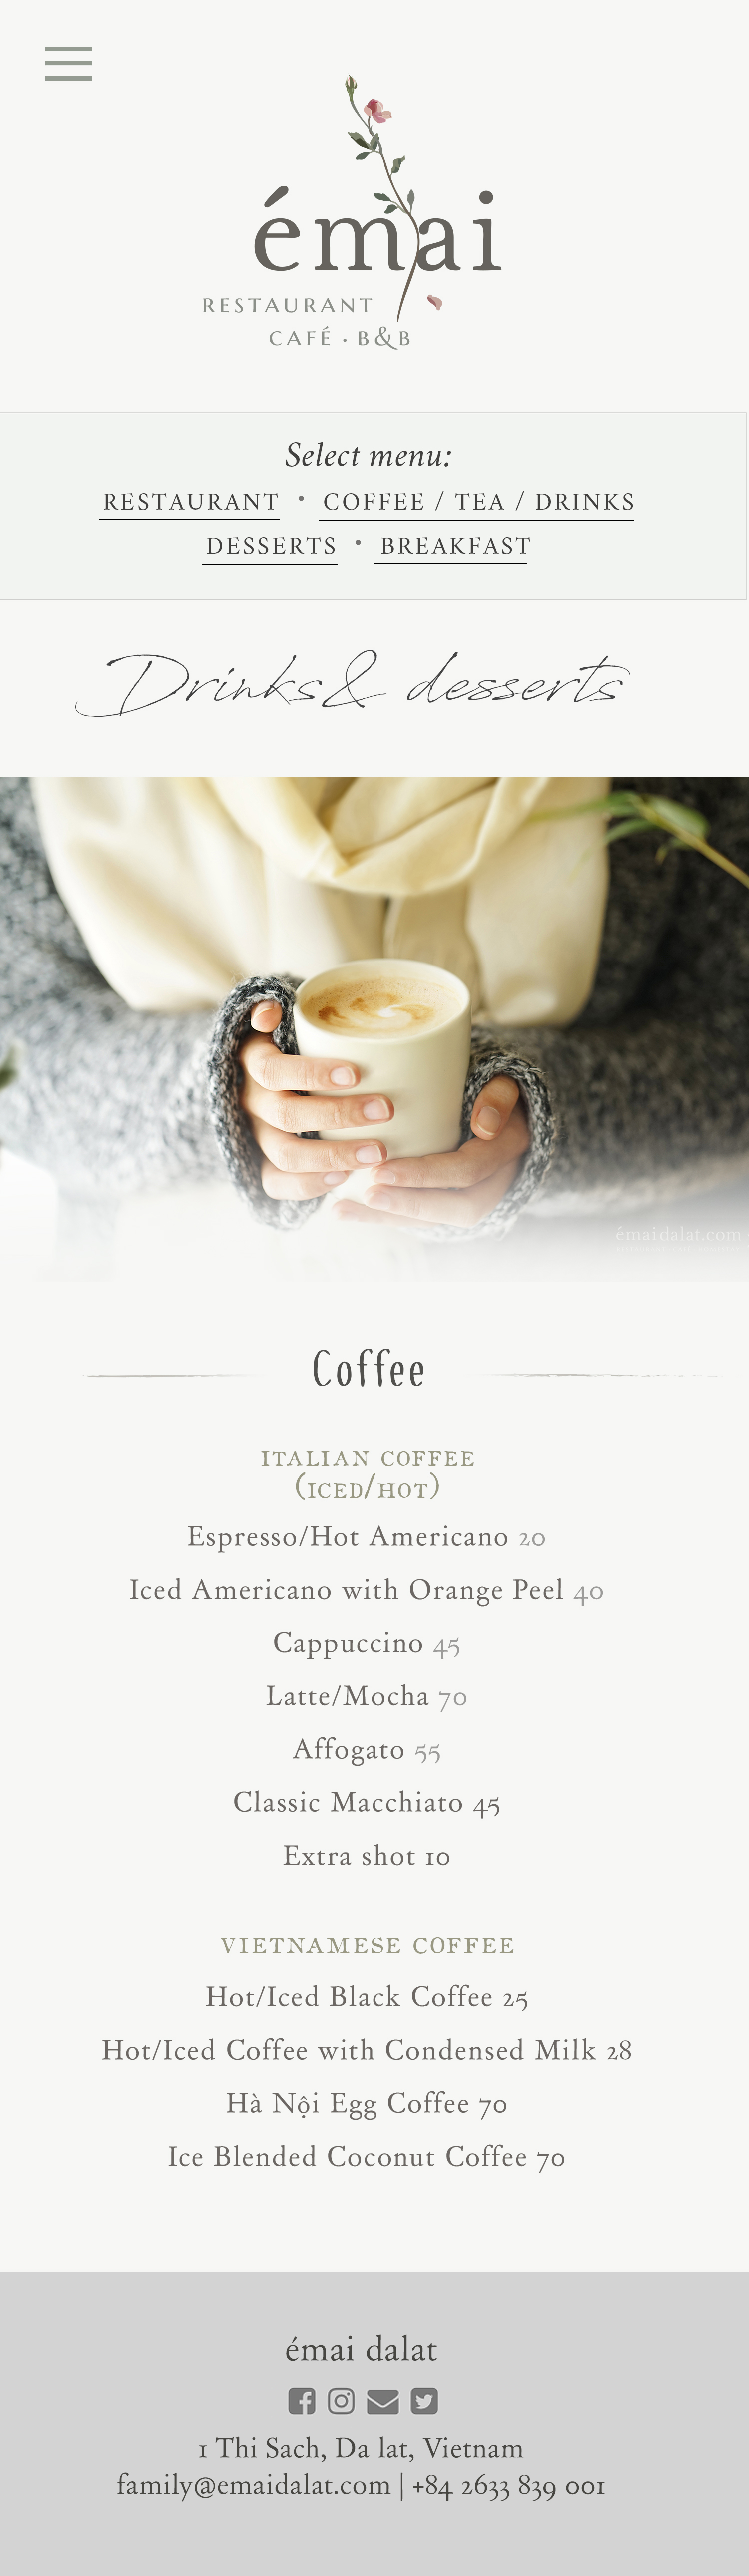 émai
RESTAURANT
CAFÉ · B&B
Select menu:
RESTAURANT • COFFEE / TEA / DRINKS
DESSERTS • BREAKFAST
Drinks & desserts
émaidalat.com
Coffee
ITALIAN COFFEE
(ICED/HOT)
Espresso/Hot Americano 20
Iced Americano with Orange Peel 40
Cappuccino 45
Latte/Mocha 70
Affogato 55
Classic Macchiato 45
Extra shot 10
VIETNAMESE COFFEE
Hot/Iced Black Coffee 25
Hot/Iced Coffee with Condensed Milk 28
Hà Nội Egg Coffee 70
Ice Blended Coconut Coffee 70
émai dalat
1 Thi Sach, Da lat, Vietnam
family@emaidalat.com | +84 2633 839 001